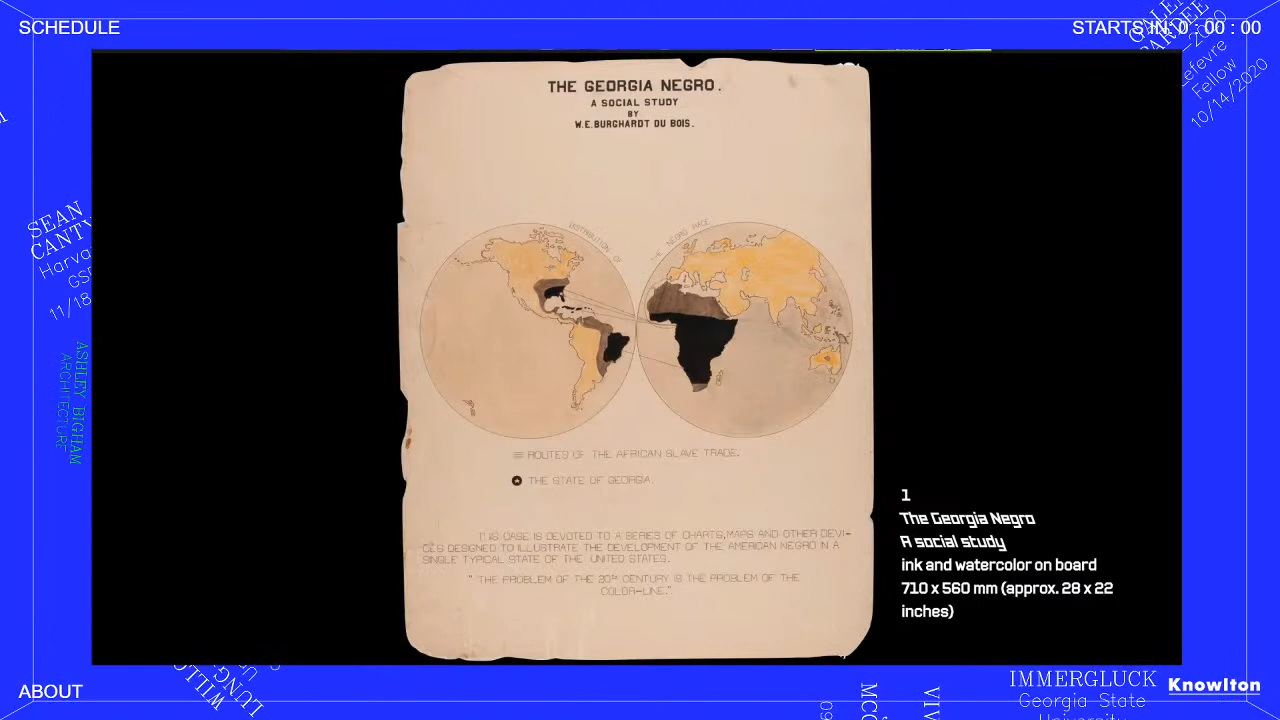 SCHEDULE
STARTS IN: 0 : 00 : 00
2020
Lefevre
Fellow
10/14/2020
SEAN
CANTY
Harva
GS
11/18
ASHLEY BIGHAM
ARCHITECTURE
THE GEORGIA NEGRO.
A SOCIAL STUDY
BY
W.E.BURGHARDT DU BOIS.
DISTRIBUTION OF THE NEGRO RACE
ROUTES OF THE AFRICAN SLAVE TRADE.
THE STATE OF GEORGIA.
THIS CASE IS DEVOTED TO A SERIES OF CHARTS, MAPS AND OTHER DEVI-
CES DESIGNED TO ILLUSTRATE THE DEVELOPMENT OF THE AMERICAN NEGRO IN A
SINGLE TYPICAL STATE OF THE UNITED STATES.
"THE PROBLEM OF THE 20TH CENTURY IS THE PROBLEM OF THE
COLOR-LINE."
1
The Georgia Negro
A social study
ink and watercolor on board
710 x 560 mm (approx. 28 x 22
inches)
ABOUT
IMMERGLUCK
Georgia State
University
Knowlton